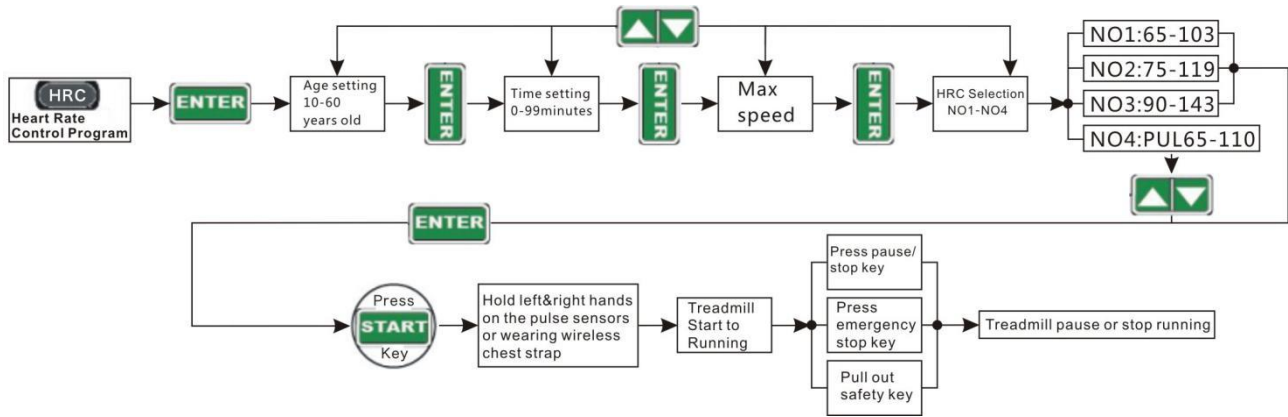 HRC
Heart Rate
Control Program
ENTER
Age setting
10-60
years old
ENTER
Time setting
0-99minutes
ENTER
Max
speed
ENTER
HRC Selection
NO1-NO4
NO1:65-103
NO2:75-119
NO3:90-143
NO4:PUL65-110
ENTER
Press
START
Key
Hold left&right hands
on the pulse sensors
or wearing wireless
chest strap
Treadmill
Start to
Running
Press pause/
stop key
Press
emergency
stop key
Pull out
safety key
Treadmill pause or stop running